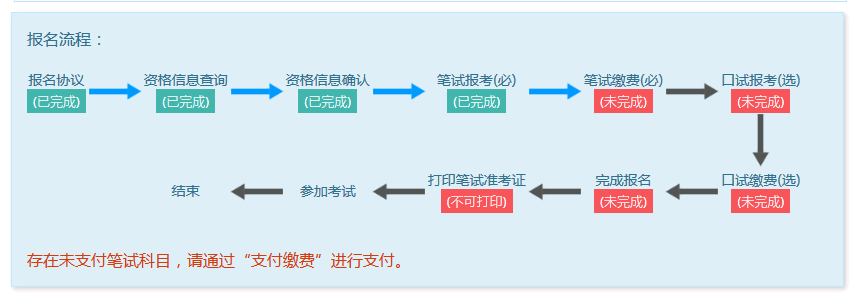 报名流程：
报名协议 资格信息查询 资格信息确认 笔试报考(必) 笔试缴费(必) 口试报考(选)
(已完成) (已完成) (已完成) (已完成) (未完成) (未完成)
结束 参加考试 打印笔试准考证 完成报名 口试缴费(选)
(不可打印) (未完成) (未完成)
存在未支付笔试科目，请通过“支付缴费”进行支付。